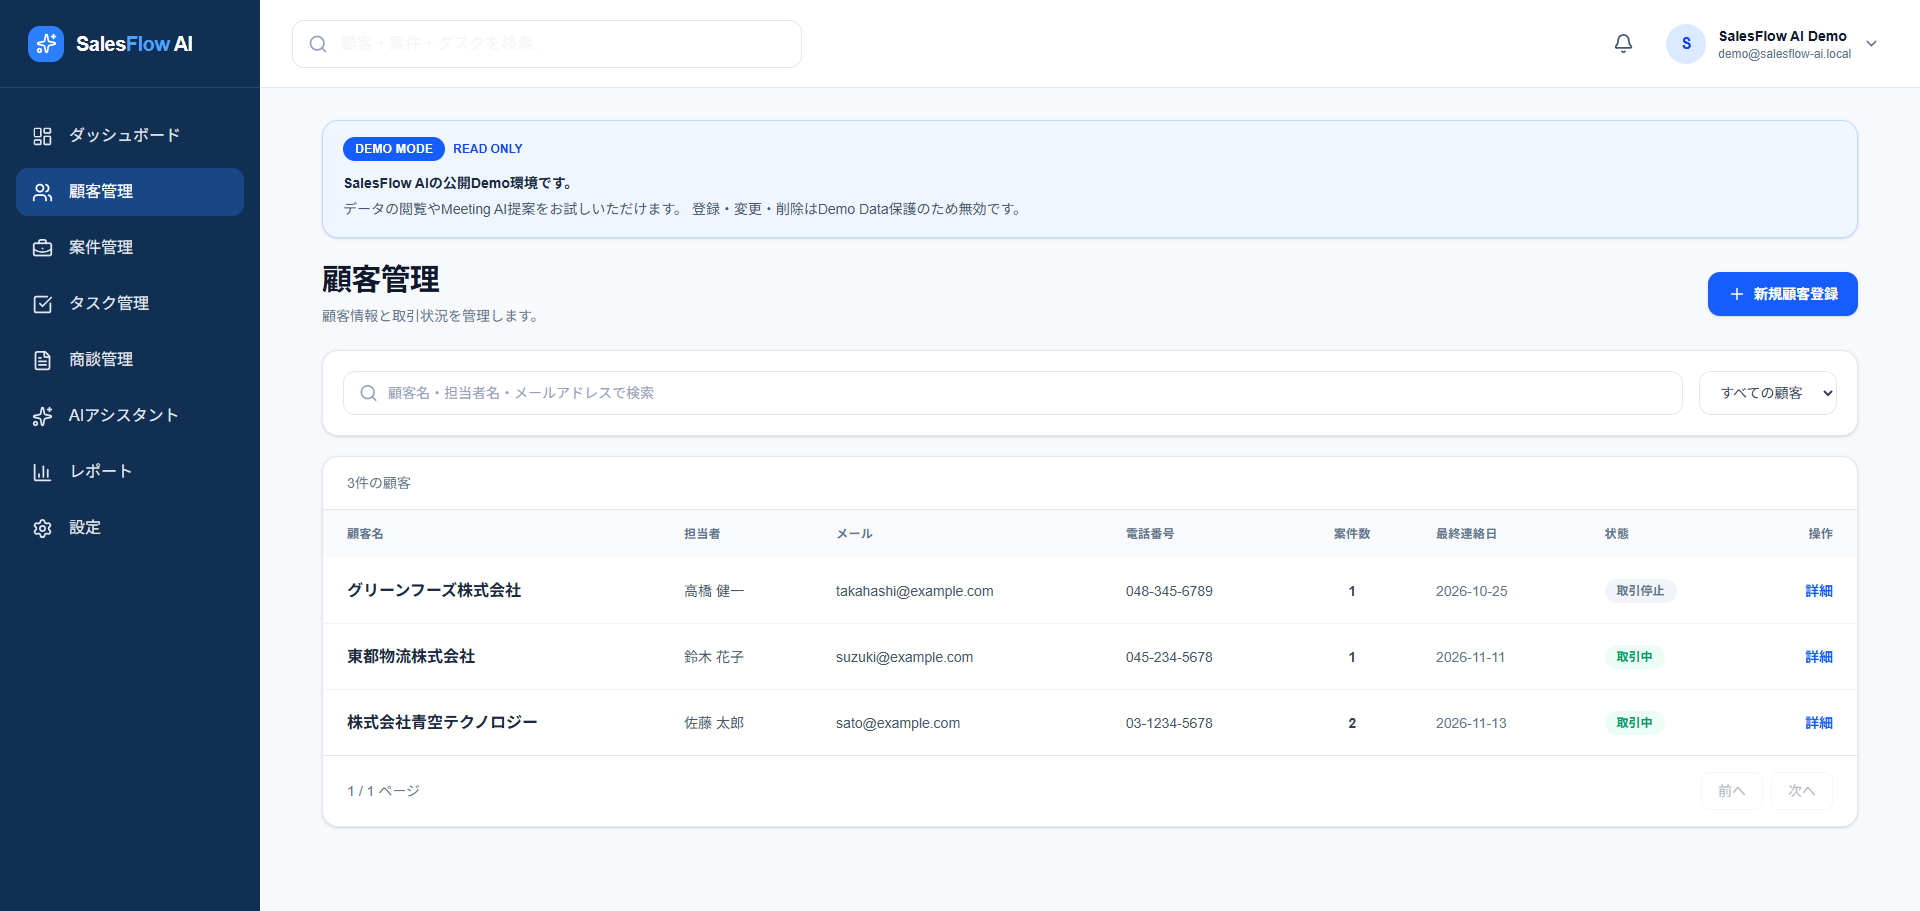 SalesFlow AI
顧客・案件・タスクを検索...
S
SalesFlow AI Demo
demo@salesflow-ai.local
ダッシュボード
顧客管理
案件管理
タスク管理
商談管理
AIアシスタント
レポート
設定
DEMO MODE READ ONLY
SalesFlow AIの公開Demo環境です。
データの閲覧やMeeting AI提案をお試しいただけます。 登録・変更・削除はDemo Data保護のため無効です。
顧客管理
顧客情報と取引状況を管理します。
新規顧客登録
顧客名・担当者名・メールアドレスで検索
すべての顧客
3件の顧客
顧客名 担当者 メール 電話番号 案件数 最終連絡日 状態 操作
グリーンフーズ株式会社 高橋 健一 takahashi@example.com 048-345-6789 1 2026-10-25 取引停止 詳細
東都物流株式会社 鈴木 花子 suzuki@example.com 045-234-5678 1 2026-11-11 取引中 詳細
株式会社青空テクノロジー 佐藤 太郎 sato@example.com 03-1234-5678 2 2026-11-13 取引中 詳細
1 / 1 ページ
前へ 次へ